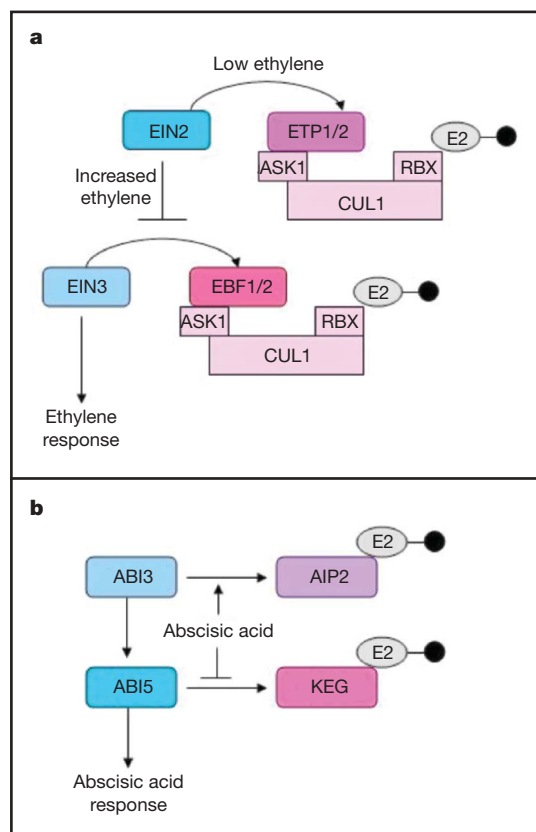 a
Low ethylene
EIN2
ETP1/2
E2
ASK1
RBX
CUL1
Increased
ethylene
EIN3
EBF1/2
E2
ASK1
RBX
CUL1
Ethylene
response
b
E2
ABI3
AIP2
Abscisic acid
E2
ABI5
KEG
Abscisic acid
response